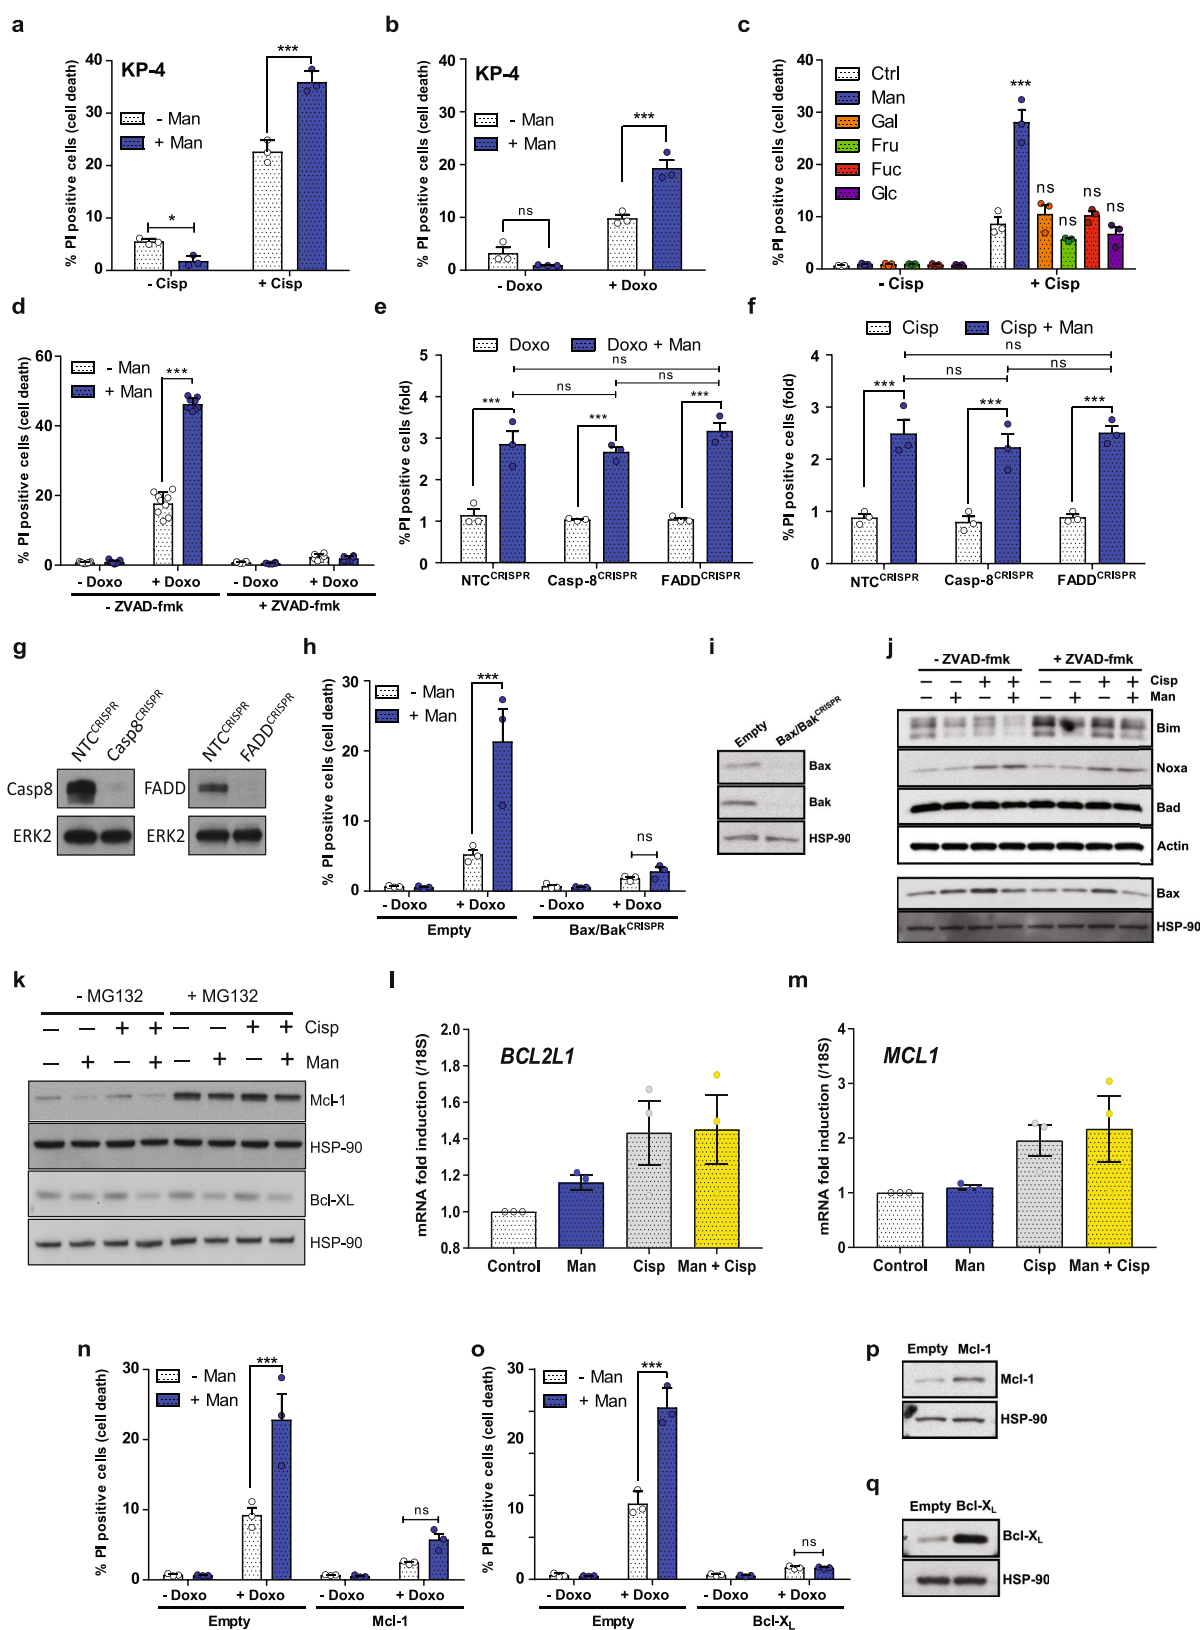 a
% PI positive cells (cell death)
40
30
20
10
0
KP-4
- Man
+ Man
*
***
- Cisp
+ Cisp
b
% PI positive cells (cell death)
40
30
20
10
0
KP-4
- Man
+ Man
ns
***
- Doxo
+ Doxo
c
% PI positive cells (cell death)
40
30
20
10
0
Ctrl
Man
Gal
Fru
Fuc
Glc
***
ns
ns
ns
ns
- Cisp
+ Cisp
d
% PI positive cells (cell death)
60
40
20
0
- Man
+ Man
***
- Doxo
+ Doxo
- Doxo
+ Doxo
- ZVAD-fmk
+ ZVAD-fmk
e
Doxo
Doxo + Man
% PI positive cells (fold)
5
4
3
2
1
0
ns
ns
ns
***
***
***
NTCCRISPR
Casp-8CRISPR
FADDCRISPR
f
Cisp
Cisp + Man
% PI positive cells (fold)
4
3
2
1
0
ns
ns
ns
***
***
***
NTCCRISPR
Casp-8CRISPR
FADDCRISPR
g
NTCCRISPR
Casp8CRISPR
NTCCRISPR
FADDCRISPR
Casp8
FADD
ERK2
ERK2
h
% PI positive cells (cell death)
30
20
10
0
- Man
+ Man
***
ns
- Doxo
+ Doxo
- Doxo
+ Doxo
Empty
Bax/BakCRISPR
i
Empty
Bax/BakCRISPR
Bax
Bak
HSP-90
j
- ZVAD-fmk
+ ZVAD-fmk
— — + + — — + + Cisp
— + — + — + — + Man
Bim
Noxa
Bad
Actin
Bax
HSP-90
k
- MG132
+ MG132
— — + + — — + + Cisp
— + — + — + — + Man
Mcl-1
HSP-90
Bcl-XL
HSP-90
l
mRNA fold induction (/18S)
2.0
1.8
1.6
1.4
1.2
1.0
0.8
BCL2L1
Control
Man
Cisp
Man + Cisp
m
mRNA fold induction (/18S)
4
3
2
1
0
MCL1
Control
Man
Cisp
Man + Cisp
n
% PI positive cells (cell death)
30
20
10
0
- Man
+ Man
***
ns
- Doxo
+ Doxo
- Doxo
+ Doxo
Empty
Mcl-1
o
% PI positive cells (cell death)
30
20
10
0
- Man
+ Man
***
ns
- Doxo
+ Doxo
- Doxo
+ Doxo
Empty
Bcl-XL
p
Empty Mcl-1
Mcl-1
HSP-90
q
Empty Bcl-XL
Bcl-XL
HSP-90